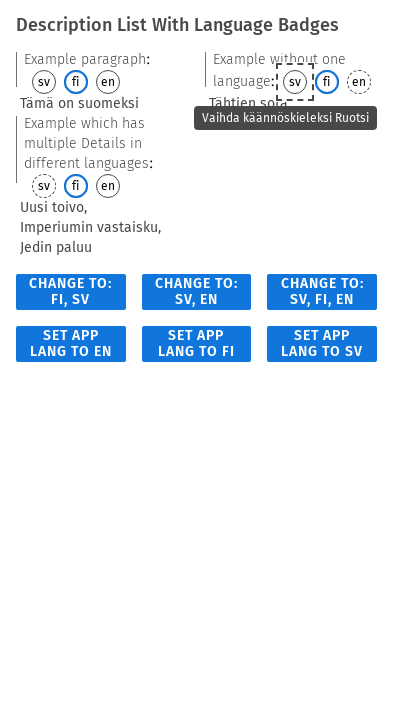 Description List With Language Badges
Example paragraph:
sv fi en
Tämä on suomeksi
Example without one
language: sv fi en
Tähtien sota
Vaihda käännöskieleksi Ruotsi
Example which has
multiple Details in
different languages:
sv fi en
Uusi toivo,
Imperiumin vastaisku,
Jedin paluu
CHANGE TO:
FI, SV
CHANGE TO:
SV, EN
CHANGE TO:
SV, FI, EN
SET APP
LANG TO EN
SET APP
LANG TO FI
SET APP
LANG TO SV